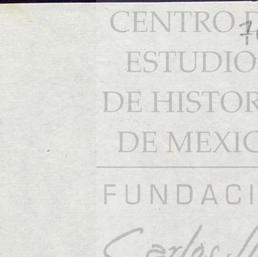 CENTRO D
ESTUDIO
DE HISTOR
DE MEXIC
FUNDACI
Carlos